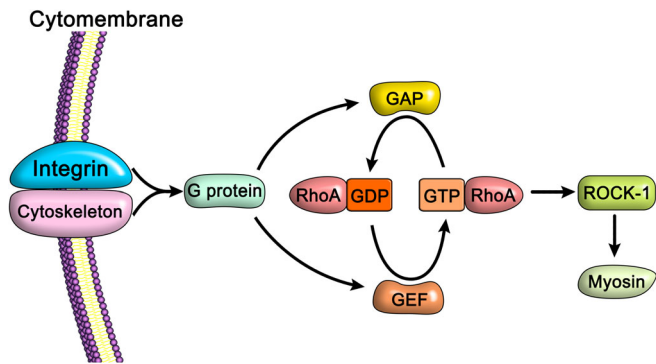 Cytomembrane
GAP
Integrin
Cytoskeleton
G protein
RhoA
GDP
GTP
RhoA
ROCK-1
GEF
Myosin